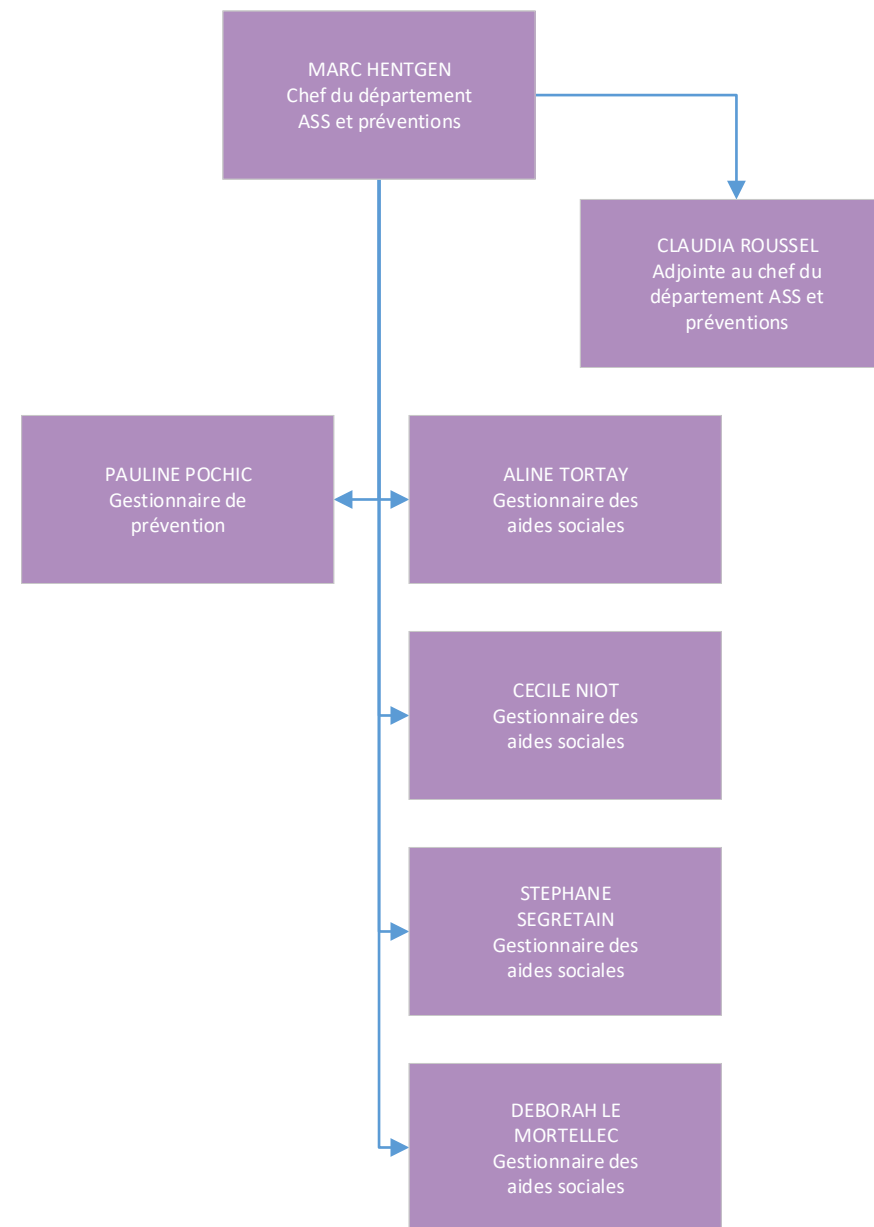 MARC HENTGEN
Chef du département
ASS et préventions
CLAUDIA ROUSSEL
Adjointe au chef du
département ASS et
préventions
PAULINE POCHIC
Gestionnaire de
prévention
ALINE TORTAY
Gestionnaire des
aides sociales
CECILE NIOT
Gestionnaire des
aides sociales
STEPHANE
SEGRETAIN
Gestionnaire des
aides sociales
DEBORAH LE
MORTELLEC
Gestionnaire des
aides sociales